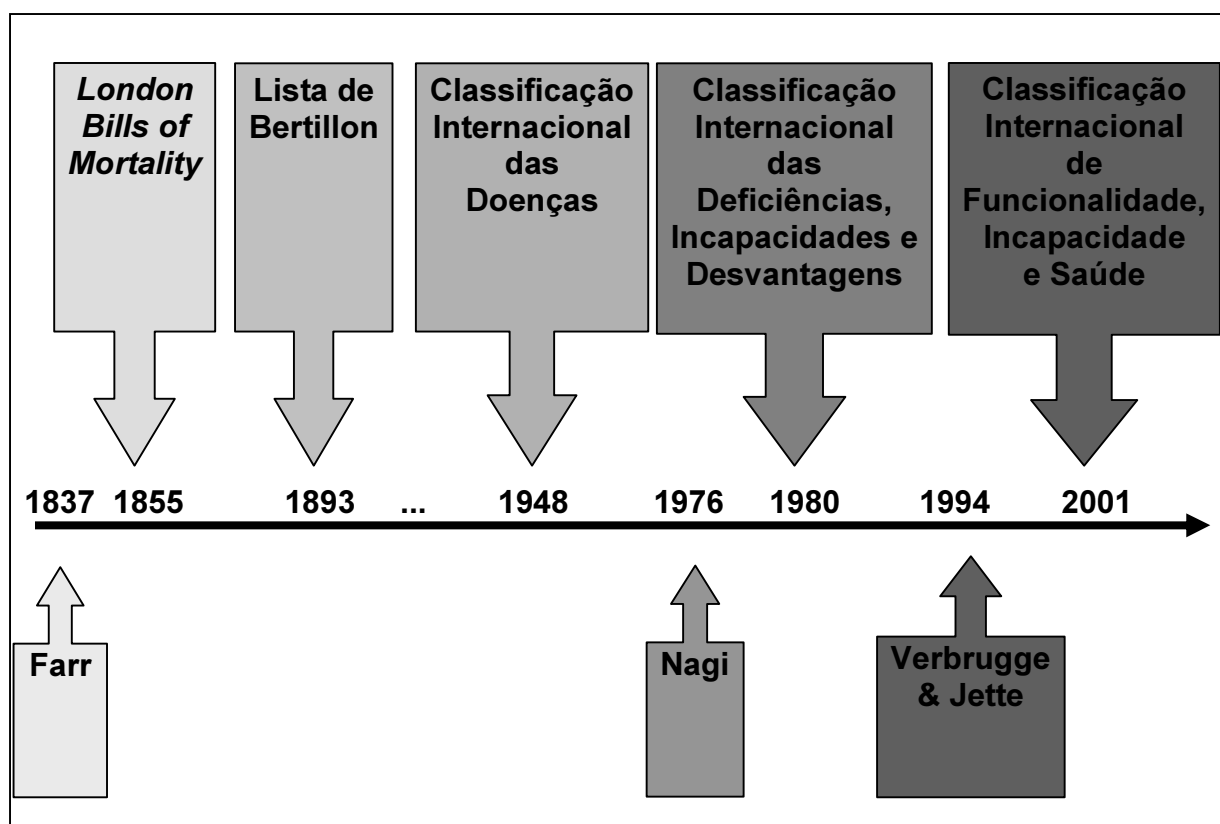 London
Bills of
Mortality
Lista de
Bertillon
Classificação
Internacional
das
Doenças
Classificação
Internacional
das
Deficiências,
Incapacidades e
Desvantagens
Classificação
Internacional
de
Funcionalidade,
Incapacidade
e Saúde
1837 1855 1893 ... 1948 1976 1980 1994 2001
Farr
Nagi
Verbrugge
& Jette